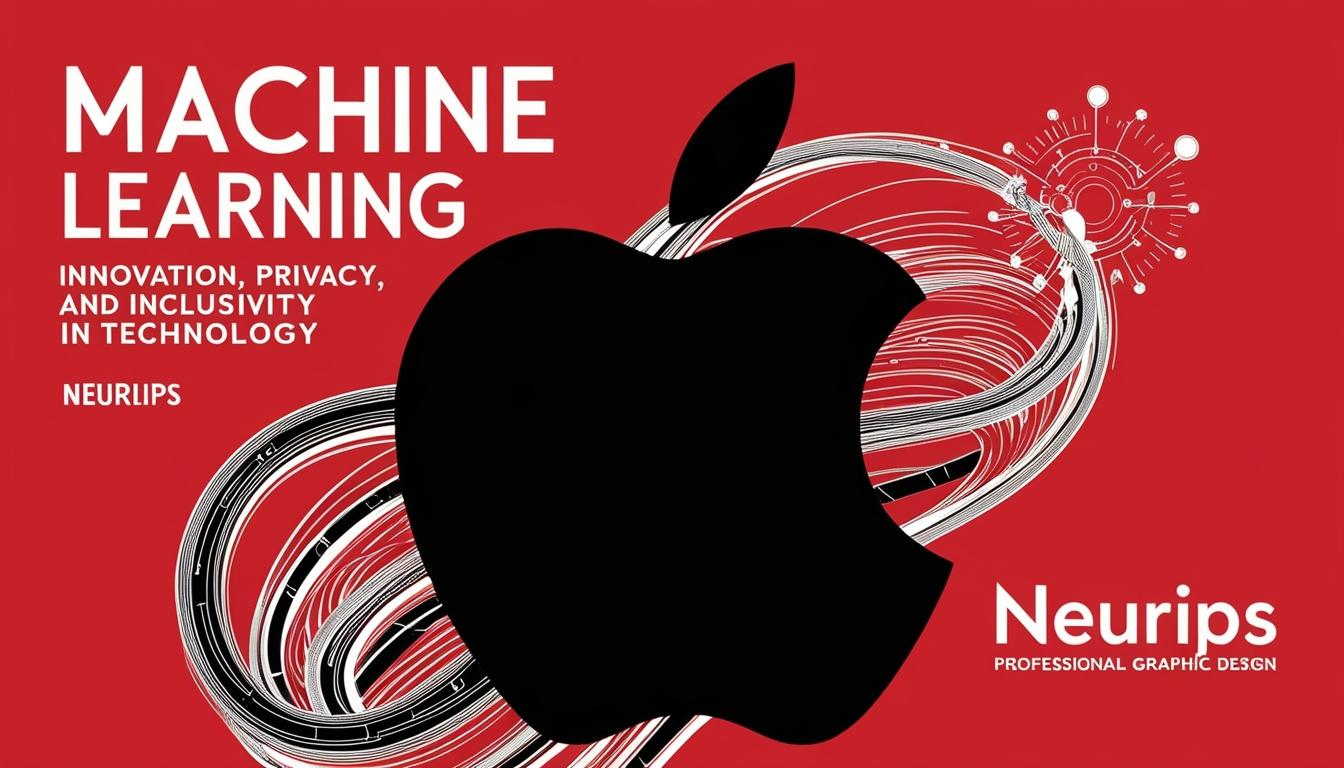 MACHINE
LEARNING
INNOVATION, PRIVACY,
AND INCLUSIVITY
IN TECHNOLOGY
NEURLIPS
Neurips
PROFESSIONAL GRAPHIC DESGN